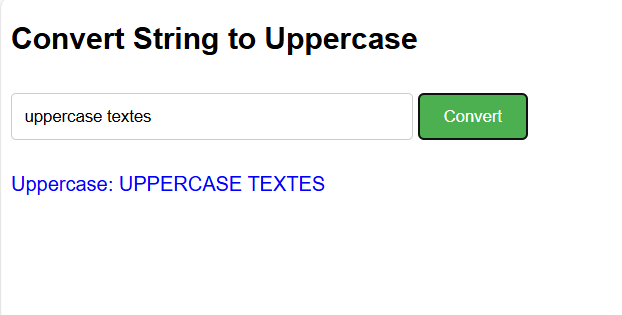 Convert String to Uppercase
uppercase textes Convert
Uppercase: UPPERCASE TEXTES